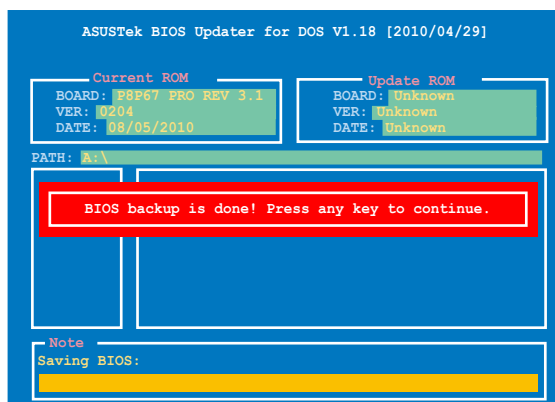 ASUSTek BIOS Updater for DOS V1.18 [2010/04/29]
Current ROM
BOARD: P8P67 PRO REV 3.1
VER: 0204
DATE: 08/05/2010
Update ROM
BOARD: Unknown
VER: Unknown
DATE: Unknown
PATH: A:\
BIOS backup is done! Press any key to continue.
Note
Saving BIOS: